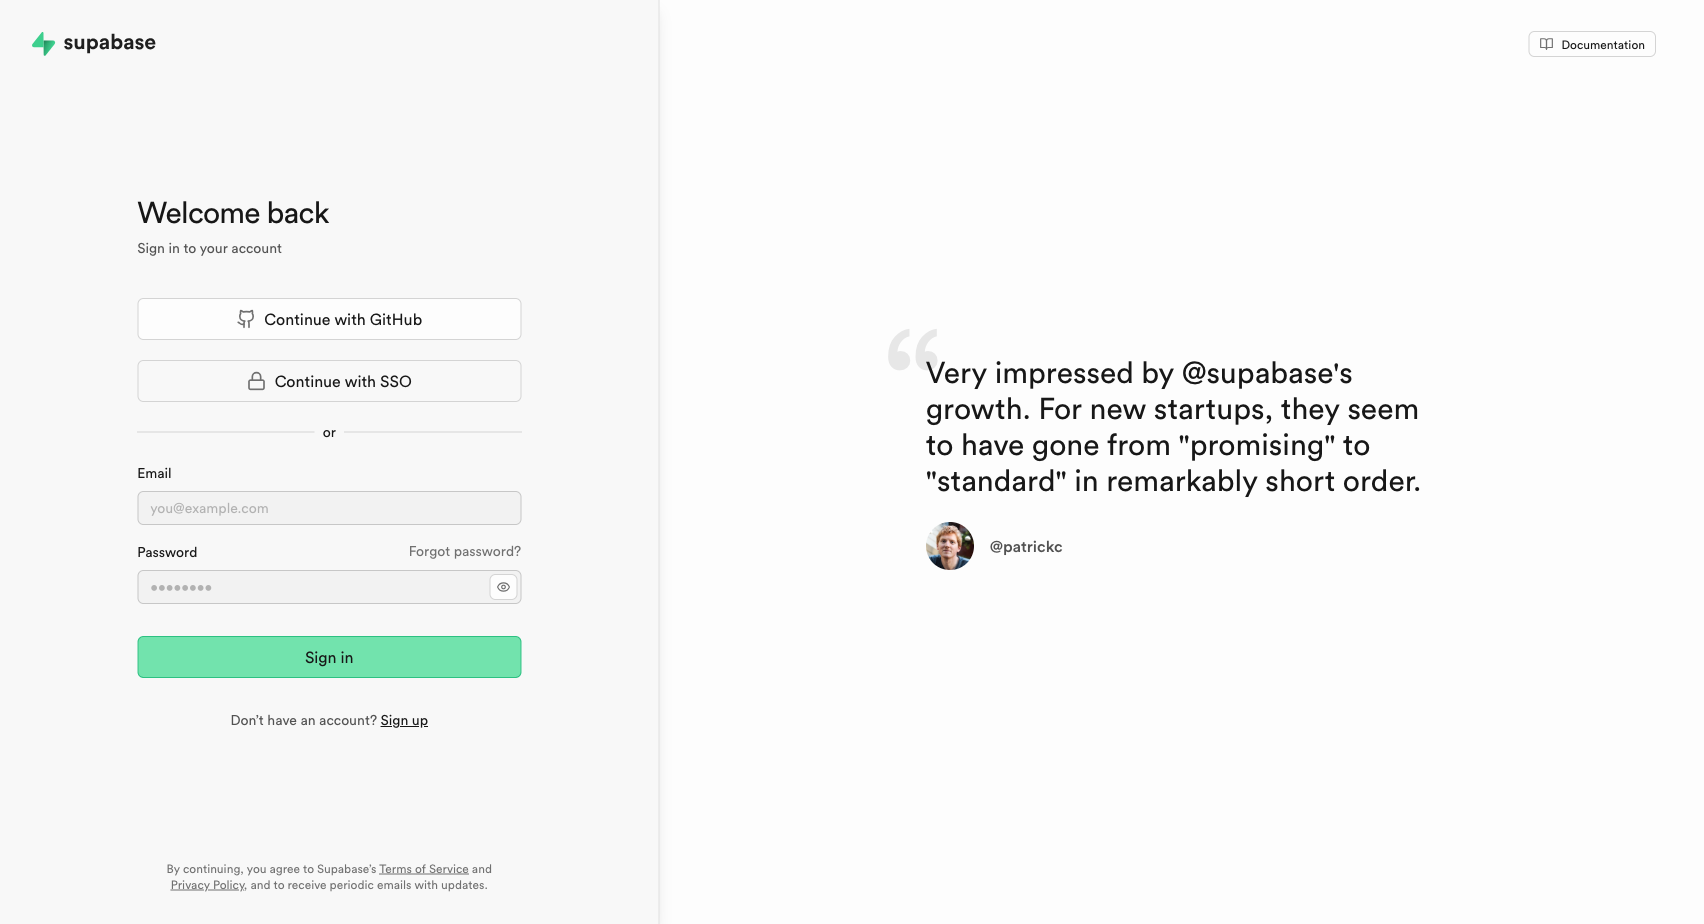 supabase
Documentation
Welcome back
Sign in to your account
Continue with GitHub
Continue with SSO
or
Email
you@example.com
Password
Forgot password?
••••••••
Sign in
Don't have an account? Sign up
By continuing, you agree to Supabase's Terms of Service and
Privacy Policy, and to receive periodic emails with updates.
“
Very impressed by @supabase's
growth. For new startups, they seem
to have gone from "promising" to
"standard" in remarkably short order.
@patrickc